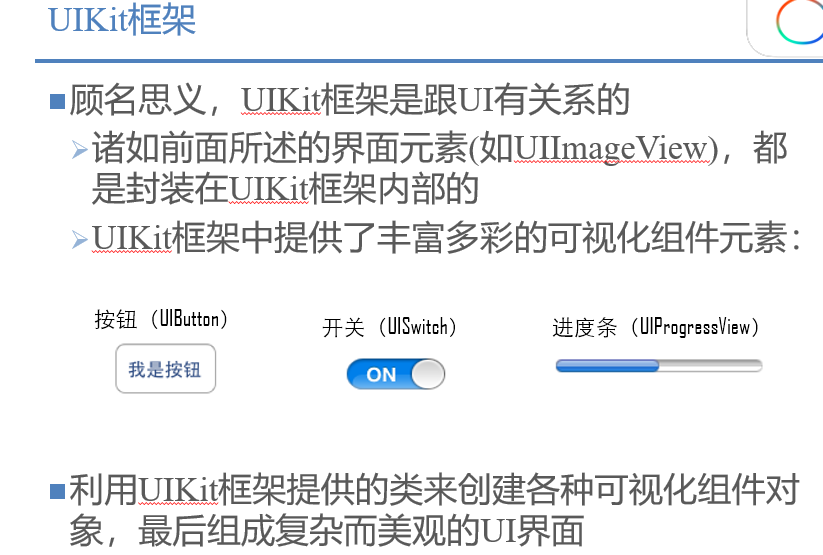 UIKit框架
顾名思义，UIKit框架是跟UI有关系的
诸如前面所述的界面元素(如UIImageView)，都
是封装在UIKit框架内部的
UIKit框架中提供了丰富多彩的可视化组件元素：
按钮（UIButton）
开关（UISwitch）
进度条（UIProgressView）
我是按钮
ON
利用UIKit框架提供的类来创建各种可视化组件对
象，最后组成复杂而美观的UI界面